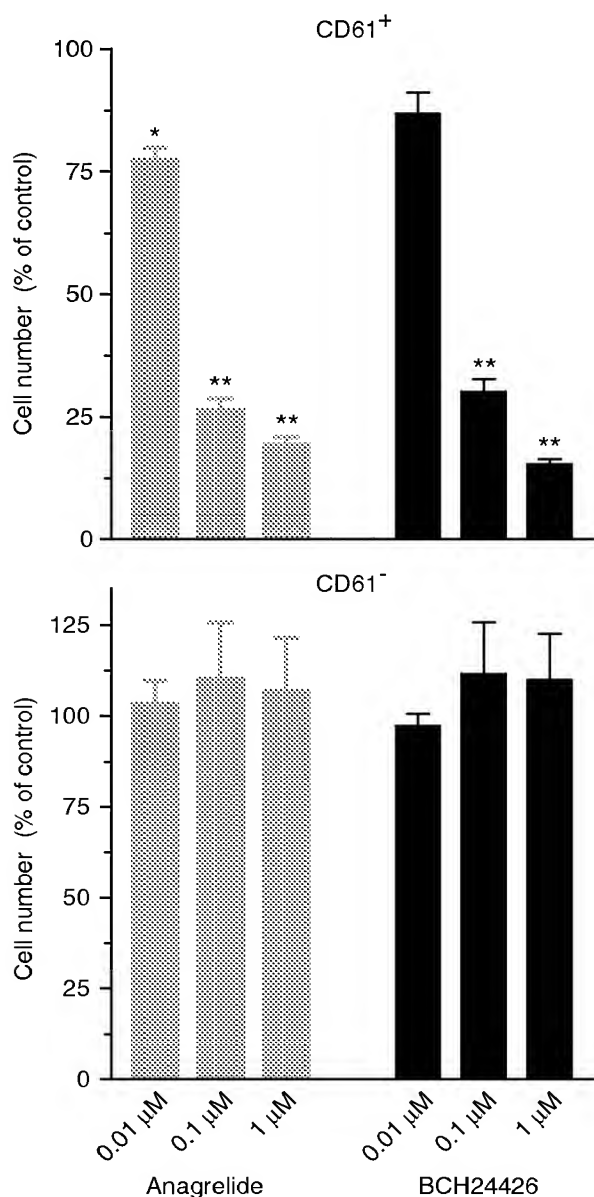 CD61+
100
75
50
25
0
Cell number (% of control)
*
**
**
**
**
CD61-
125
100
75
50
25
0
Cell number (% of control)
0.01 µM
0.1 µM
1 µM
0.01 µM
0.1 µM
1 µM
Anagrelide
BCH24426